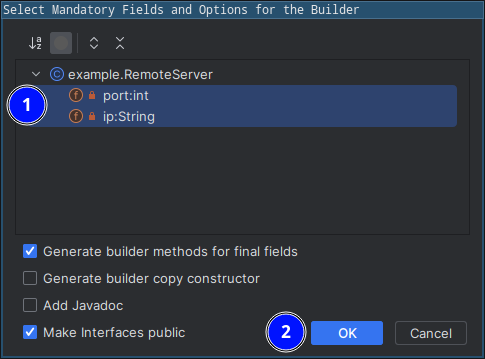 Select Mandatory Fields and Options for the Builder
a
z
C example.RemoteServer
f port:int
1
f ip:String
Generate builder methods for final fields
Generate builder copy constructor
Add Javadoc
Make Interfaces public
2 OK Cancel